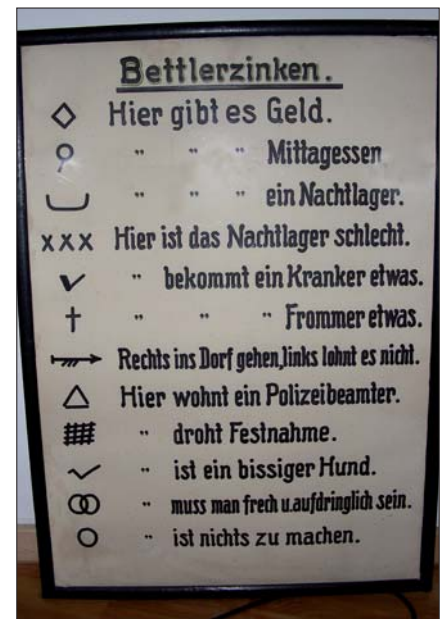 Bettlerzinken.
Hier gibt es Geld.
" " " Mittagessen
" " " ein Nachtlager.
xxx Hier ist das Nachtlager schlecht.
" bekommt ein Kranker etwas.
" " " Frommer etwas.
Rechts ins Dorf gehen, links lohnt es nicht.
Hier wohnt ein Polizeibeamter.
" droht Festnahme.
" ist ein bissiger Hund.
" muss man frech u. aufdringlich sein.
" ist nichts zu machen.